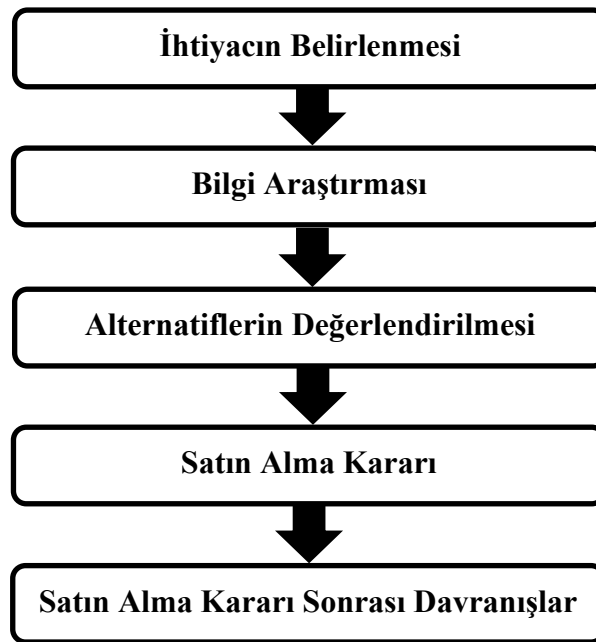 İhtiyacın Belirlenmesi
Bilgi Araştırması
Alternatiflerin Değerlendirilmesi
Satın Alma Kararı
Satın Alma Kararı Sonrası Davranışlar